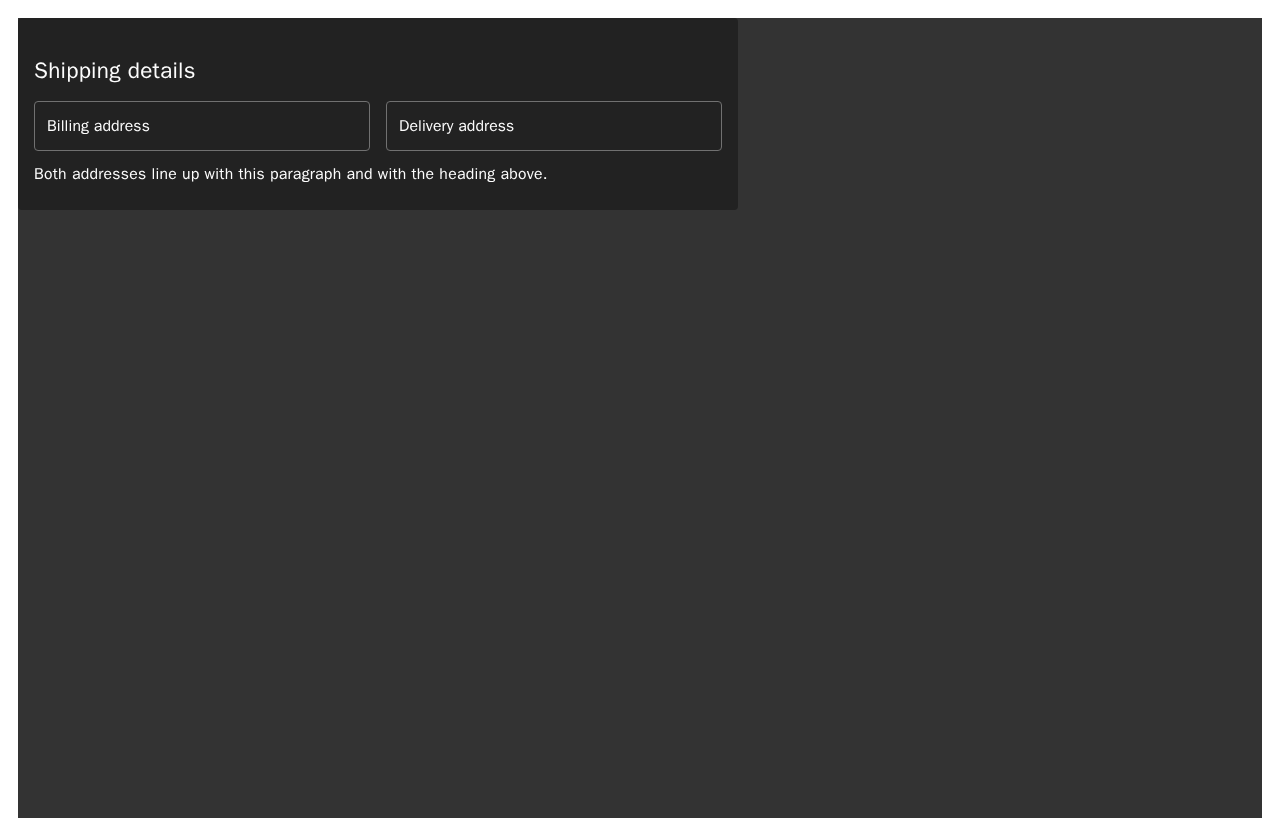 Shipping details
Billing address
Delivery address
Both addresses line up with this paragraph and with the heading above.